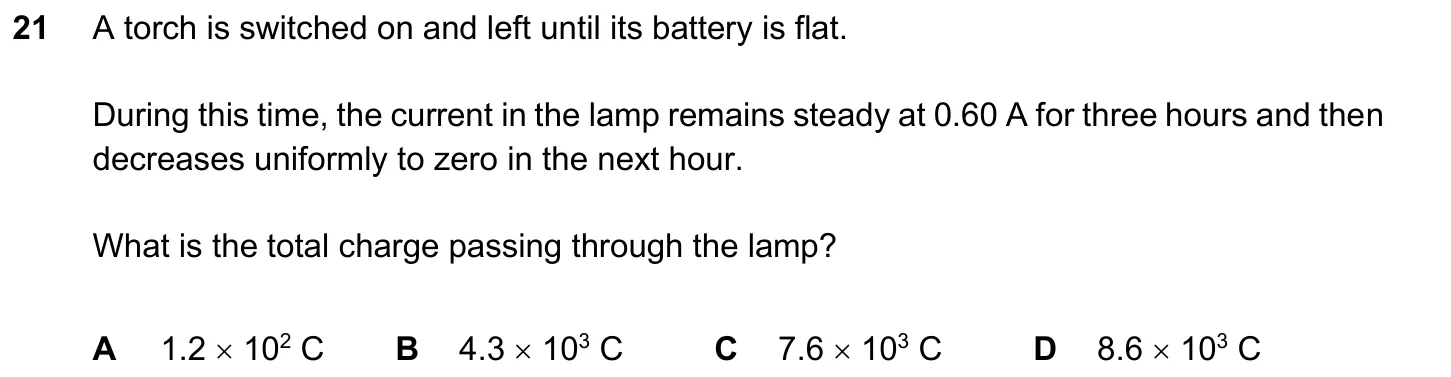 21 A torch is switched on and left until its battery is flat.
During this time, the current in the lamp remains steady at 0.60 A for three hours and then
decreases uniformly to zero in the next hour.
What is the total charge passing through the lamp?
A 1.2 × 10² C B 4.3 × 10³ C C 7.6 × 10³ C D 8.6 × 10³ C